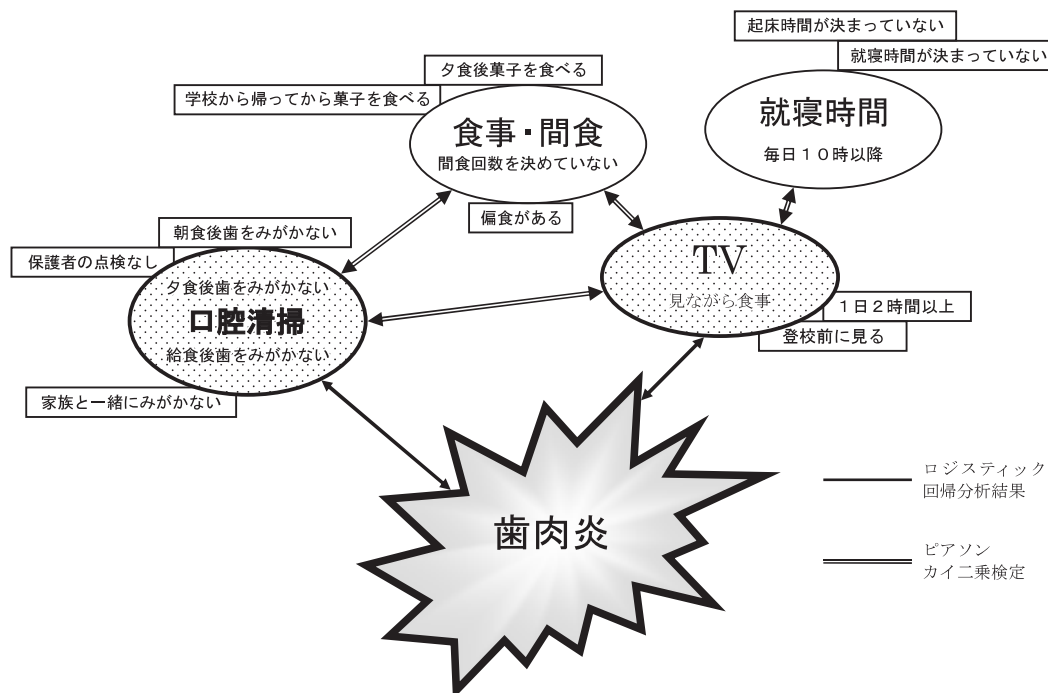 起床時間が決まっていない
就寝時間が決まっていない
夕食後菓子を食べる
学校から帰ってから菓子を食べる
食事・間食
間食回数を決めていない
偏食がある
就寝時間
毎日１０時以降
朝食後歯をみがかない
保護者の点検なし
夕食後歯をみがかない
口腔清掃
給食後歯をみがかない
家族と一緒にみがかない
TV
見ながら食事
１日２時間以上
登校前に見る
歯肉炎
ロジスティック
回帰分析結果
ピアソン
カイ二乗検定